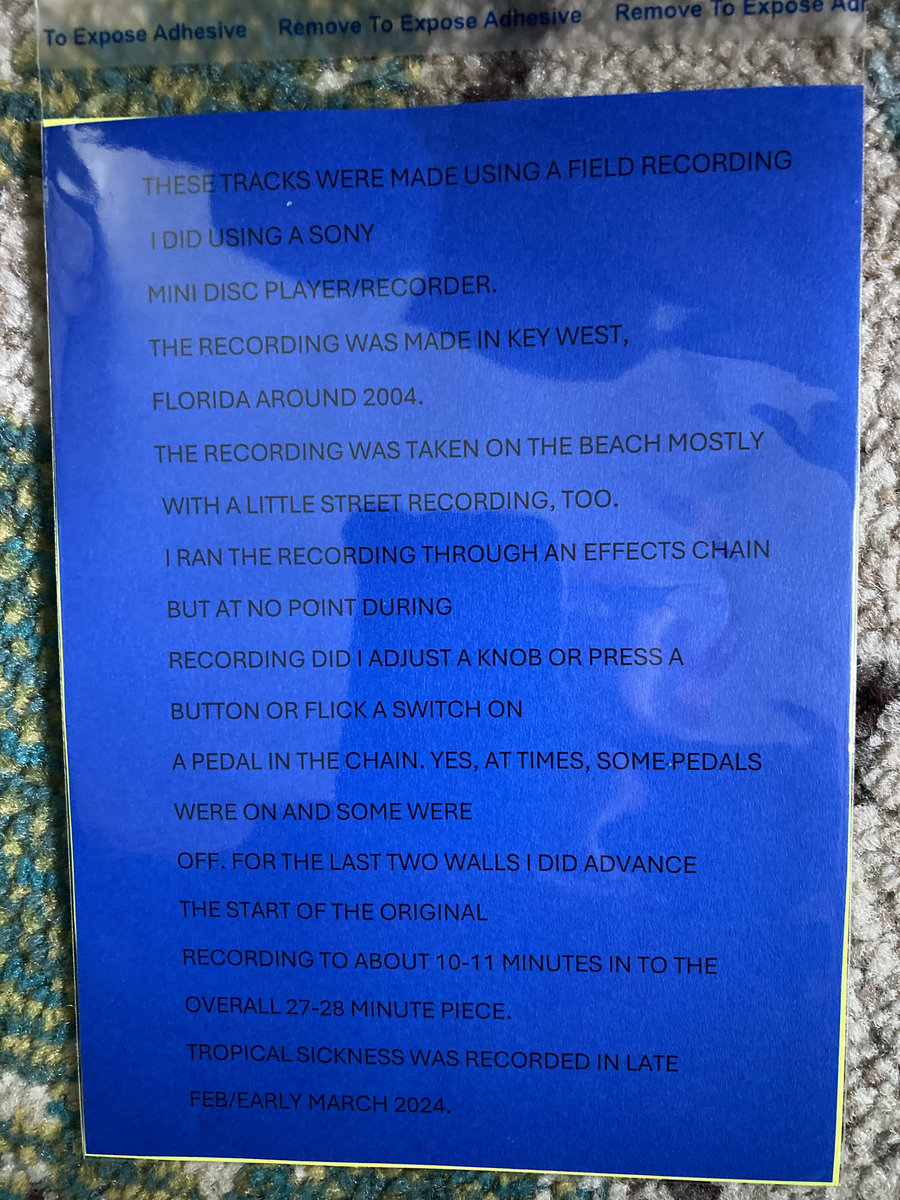 To Expose Adhesive Remove To Expose Adhesive Remove To Expose
THESE TRACKS WERE MADE USING A FIELD RECORDING
I DID USING A SONY
MINI DISC PLAYER/RECORDER.
THE RECORDING WAS MADE IN KEY WEST,
FLORIDA AROUND 2004.
THE RECORDING WAS TAKEN ON THE BEACH MOSTLY
WITH A LITTLE STREET RECORDING, TOO.
I RAN THE RECORDING THROUGH AN EFFECTS CHAIN
BUT AT NO POINT DURING
RECORDING DID I ADJUST A KNOB OR PRESS A
BUTTON OR FLICK A SWITCH ON
A PEDAL IN THE CHAIN. YES, AT TIMES, SOME PEDALS
WERE ON AND SOME WERE
OFF. FOR THE LAST TWO WALLS I DID ADVANCE
THE START OF THE ORIGINAL
RECORDING TO ABOUT 10-11 MINUTES IN TO THE
OVERALL 27-28 MINUTE PIECE.
TROPICAL SICKNESS WAS RECORDED IN LATE
FEB/EARLY MARCH 2024.